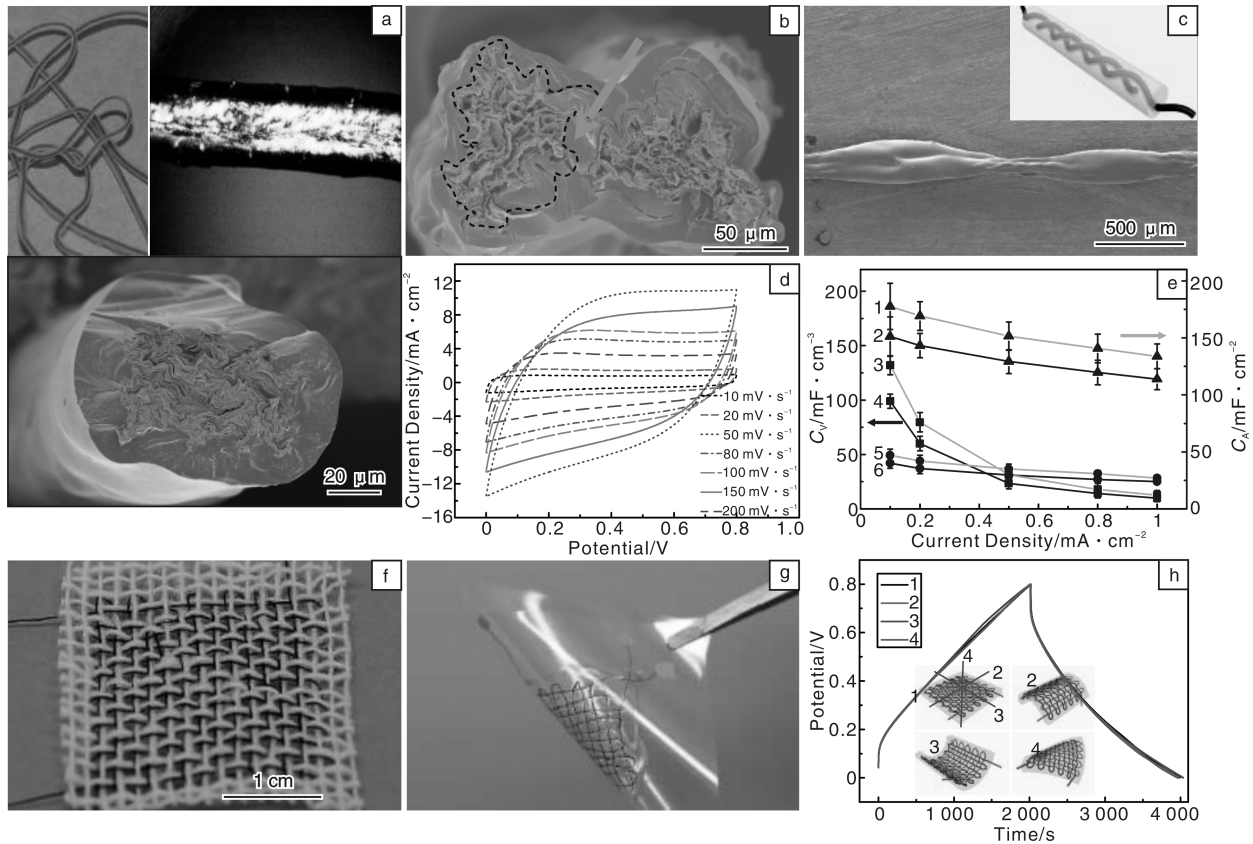 a
b
50 μm
c
500 μm
20 μm
d
Current Density/mA · cm⁻²
12
8
4
0
−4
−8
−12
−16
0
0.2
0.4
0.6
0.8
1.0
Potential/V
10 mV · s⁻¹
20 mV · s⁻¹
50 mV · s⁻¹
80 mV · s⁻¹
100 mV · s⁻¹
150 mV · s⁻¹
200 mV · s⁻¹
e
C_V/mF · cm⁻³
200
150
100
50
0
1
2
3
4
5
6
200
150
100
50
0
C_A/mF · cm⁻²
0
0.2
0.4
0.6
0.8
1
Current Density/mA · cm⁻²
f
1 cm
g
h
Potential/V
0.8
0.6
0.4
0.2
0
1
2
3
4
4
2
1
3
2
3
4
0
1 000
2 000
3 000
4 000
Time/s